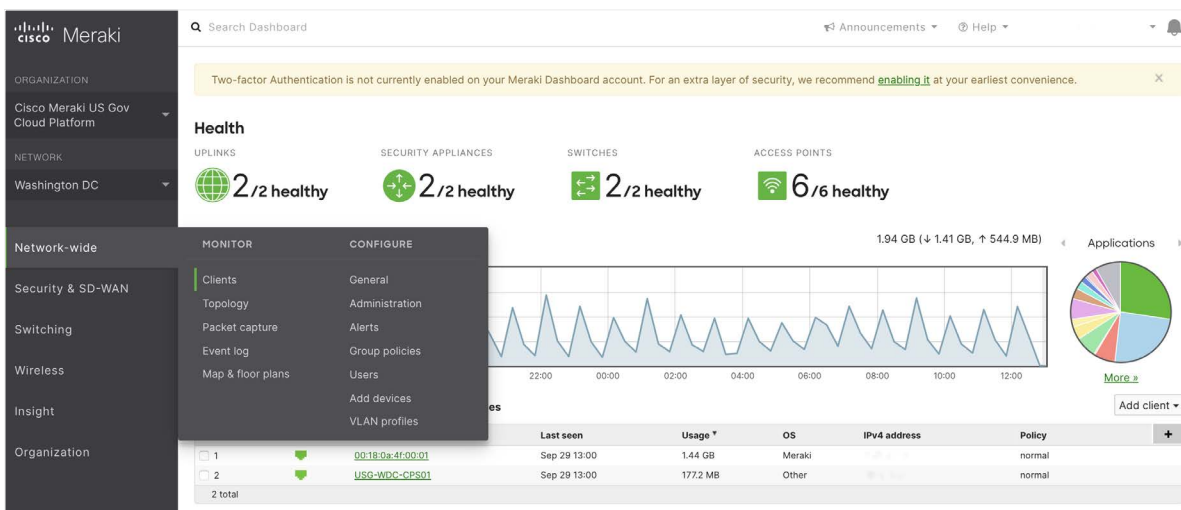 CISCO Meraki
Search Dashboard
Announcements
Help
ORGANIZATION
Cisco Meraki US Gov
Cloud Platform
NETWORK
Washington DC
Network-wide
Security & SD-WAN
Switching
Wireless
Insight
Organization
Two-factor Authentication is not currently enabled on your Meraki Dashboard account. For an extra layer of security, we recommend enabling it at your earliest convenience.
Health
UPLINKS SECURITY APPLIANCES SWITCHES ACCESS POINTS
2/2 healthy 2/2 healthy 2/2 healthy 6/6 healthy
MONITOR
Clients
Topology
Packet capture
Event log
Map & floor plans
CONFIGURE
General
Administration
Alerts
Group policies
Users
Add devices
VLAN profiles
1.94 GB (↓ 1.41 GB, ↑ 544.9 MB)
Applications
22:00 00:00 02:00 04:00 06:00 08:00 10:00 12:00
More »
es
Add client
Last seen Usage OS IPv4 address Policy +
1 00:18:0a:4f:00:01 Sep 29 13:00 1.44 GB Meraki normal
2 USG-WDC-CPS01 Sep 29 13:00 177.2 MB Other normal
2 total